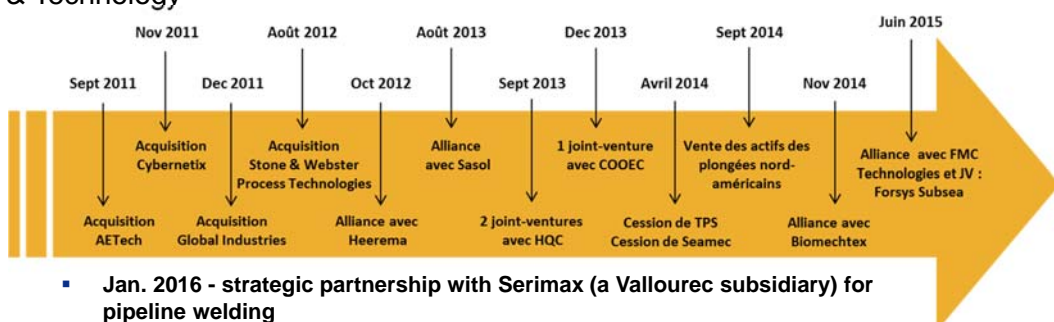 & Technology
Nov 2011
Août 2012
Août 2013
Dec 2013
Sept 2014
Juin 2015
Sept 2011
Dec 2011
Oct 2012
Sept 2013
Avril 2014
Nov 2014
Acquisition
Cybernetix
Acquisition
Stone & Webster
Process Technologies
Alliance
avec Sasol
1 joint-venture
avec COOEC
Vente des actifs des
plongées nord-
américains
Alliance avec FMC
Technologies et JV :
Forsys Subsea
Acquisition
AETech
Acquisition
Global Industries
Alliance avec
Heerema
2 joint-ventures
avec HQC
Cession de TPS
Cession de Seamec
Alliance avec
Biomechtex
▪ Jan. 2016 - strategic partnership with Serimax (a Vallourec subsidiary) for
pipeline welding